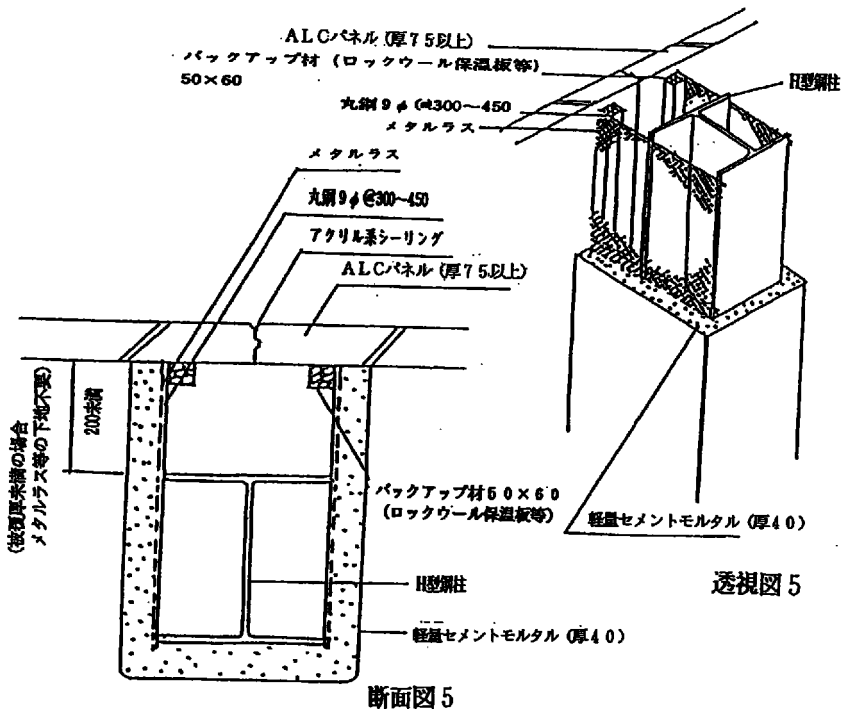 ALCパネル (厚75以上)
バックアップ材 (ロックウール保温板等)
50×60
丸鋼9φ@300〜450
メタルラス
H型鋼柱
メタルラス
丸鋼9φ@300〜450
アクリル系シーリング
ALCパネル (厚75以上)
200未満
(被覆厚未満の場合
メタルラス等の下地不要)
バックアップ材50×60
(ロックウール保温板等)
H型鋼柱
軽量セメントモルタル (厚40)
断面図5
軽量セメントモルタル (厚40)
透視図5